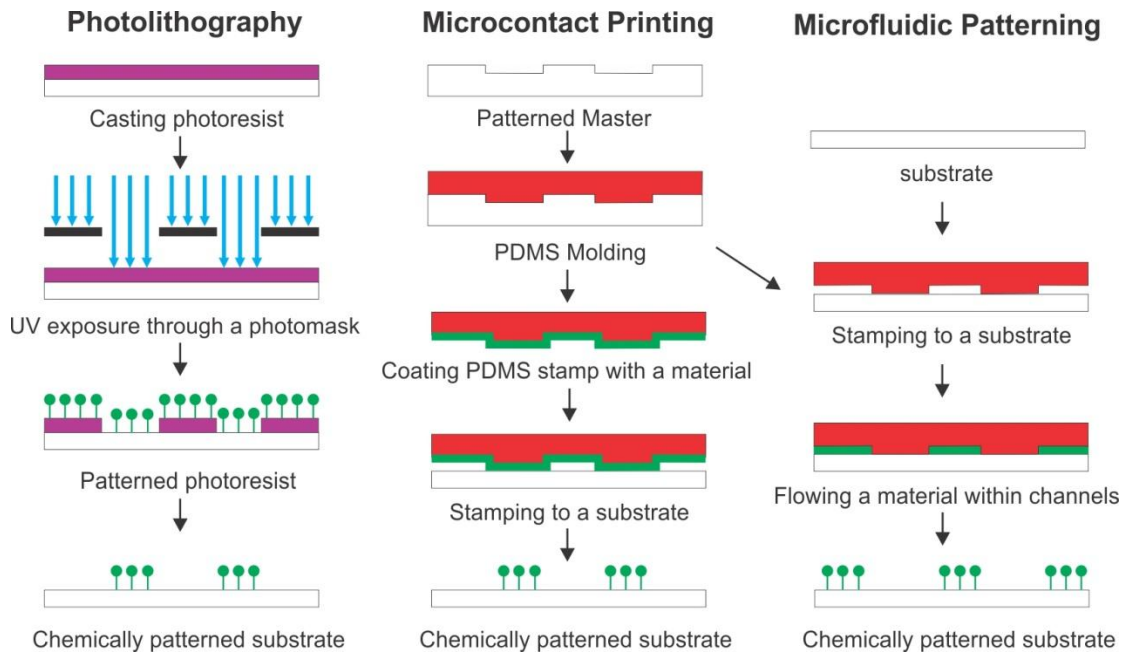 Photolithography
Casting photoresist
UV exposure through a photomask
Patterned photoresist
Chemically patterned substrate
Microcontact Printing
Patterned Master
PDMS Molding
Coating PDMS stamp with a material
Stamping to a substrate
Chemically patterned substrate
Microfluidic Patterning
substrate
Stamping to a substrate
Flowing a material within channels
Chemically patterned substrate